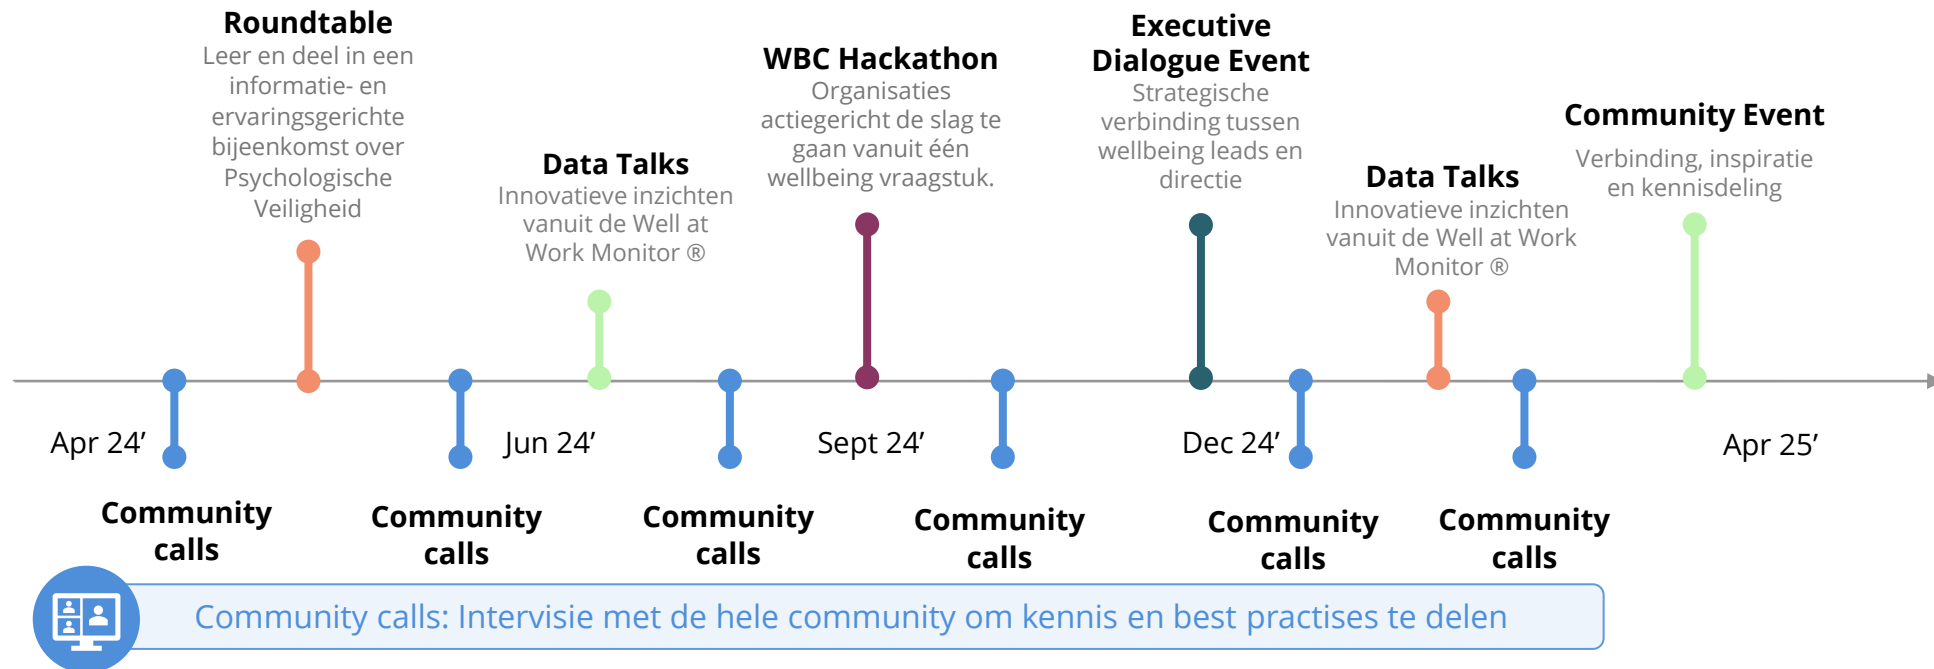 Roundtable
Leer en deel in een
informatie- en
ervaringsgerichte
bijeenkomst over
Psychologische
Veiligheid
Data Talks
Innovatieve inzichten
vanuit de Well at
Work Monitor ®
WBC Hackathon
Organisaties
actiegericht de slag te
gaan vanuit één
wellbeing vraagstuk.
Executive
Dialogue Event
Strategische
verbinding tussen
wellbeing leads en
directie
Data Talks
Innovatieve inzichten
vanuit de Well at Work
Monitor ®
Community Event
Verbinding, inspiratie
en kennisdeling
Apr 24’
Jun 24’
Sept 24’
Dec 24’
Apr 25’
Community
calls
Community
calls
Community
calls
Community
calls
Community
calls
Community
calls
Community calls: Intervisie met de hele community om kennis en best practises te delen